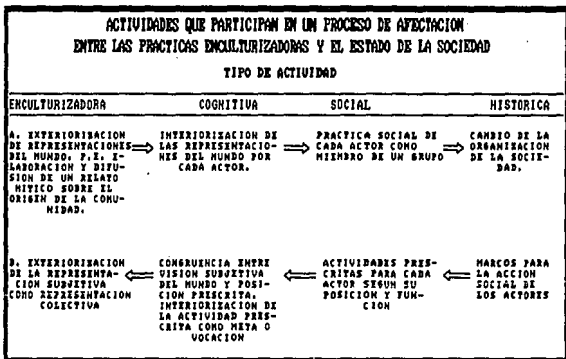 ACTIVIDADES QUE PARTICIPAN EN UN PROCESO DE AFECTACION
ENTRE LAS PRACTICAS ENCULTURIZADORAS Y EL ESTADO DE LA SOCIEDAD
TIPO DE ACTIVIDAD
ENCULTURIZADORA COGNITIVA SOCIAL HISTORICA
A. EXTERIORIZACION
DE REPRESENTACIONES
DEL MUNDO. P.E. E-
LABORACION Y DIFU-
SION DE UN RELATO
MITICO SOBRE EL
ORIGEN DE LA COMU-
NIDAD.
INTERIORIZACION DE
LAS REPRESENTACIO-
NES DEL MUNDO POR
CADA ACTOR.
PRACTICA SOCIAL DE
CADA ACTOR COMO
MIEMBRO DE UN GRUPO
CAMBIO DE LA
ORGANIZACION
DE LA SOCIE-
DAD.
B. EXTERIORIZACION
DE LA REPRESENTA-
CION SUBJETIVA
COMO REPRESENTACION
COLECTIVA
CONGRUENCIA ENTRE
VISION SUBJETIVA
DEL MUNDO Y POSI-
CION PRESCRITA.
INTERIORIZACION DE
LA ACTIVIDAD PRES-
CRITA COMO META O
VOCACION
ACTIVIDADES PRES-
CRITAS PARA CADA
ACTOR SEGUN SU
POSICION Y FUN-
CION
MARCOS PARA
LA ACCION
SOCIAL DE
LOS ACTORES